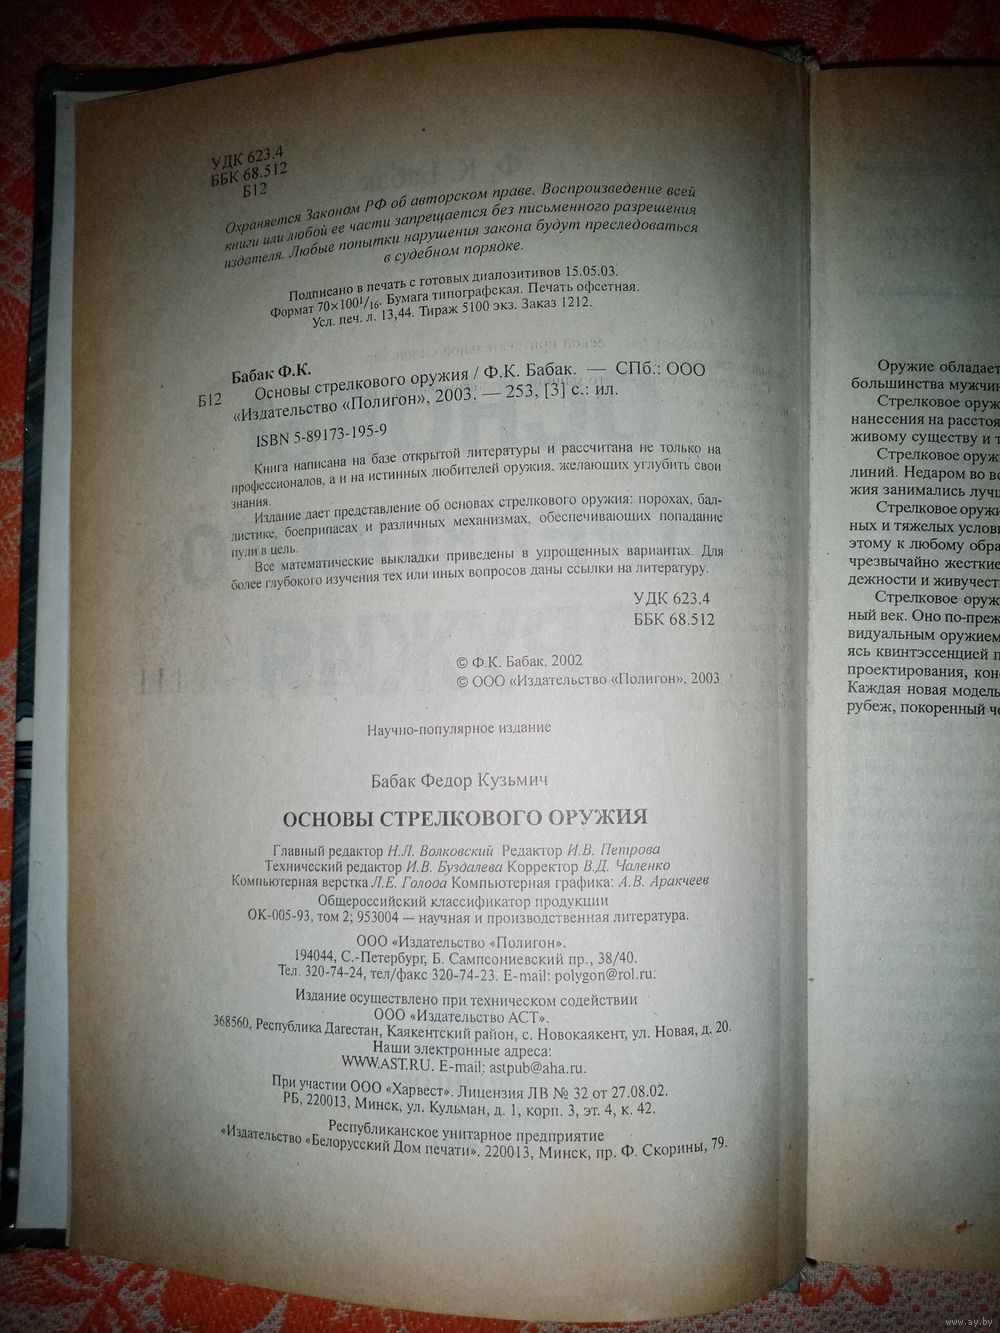 УДК 623.4
ББК 68.512
Б12
Охраняется Законом РФ об авторском праве. Воспроизведение всей
книги или любой ее части запрещается без письменного разрешения
издателя. Любые попытки нарушения закона будут преследоваться
в судебном порядке.
Подписано в печать с готовых диапозитивов 15.05.03.
Формат 70×100¹/₁₆. Бумага типографская. Печать офсетная.
Усл. печ. л. 13,44. Тираж 5100 экз. Заказ 1212.
Бабак Ф.К.
Б12 Основы стрелкового оружия / Ф.К. Бабак. — СПб.: ООО
«Издательство «Полигон», 2003. — 253, [3] с.: ил.
ISBN 5-89173-195-9
Книга написана на базе открытой литературы и рассчитана не только на
профессионалов, а и на истинных любителей оружия, желающих углубить свои
знания.
Издание дает представление об основах стрелкового оружия: порохах, бал-
листике, боеприпасах и различных механизмах, обеспечивающих попадание
пули в цель.
Все математические выкладки приведены в упрощенных вариантах. Для
более глубокого изучения тех или иных вопросов даны ссылки на литературу.
УДК 623.4
ББК 68.512
© Ф.К. Бабак, 2002
© ООО «Издательство «Полигон», 2003
Научно-популярное издание
Бабак Федор Кузьмич
ОСНОВЫ СТРЕЛКОВОГО ОРУЖИЯ
Главный редактор Н.Л. Волковский Редактор И.В. Петрова
Технический редактор И.В. Буздалева Корректор В.Д. Чаленко
Компьютерная верстка Л.Е. Голода Компьютерная графика: А.В. Аракчеев
Общероссийский классификатор продукции
ОК-005-93, том 2; 953004 — научная и производственная литература.
ООО «Издательство «Полигон».
194044, С.-Петербург, Б. Сампсониевский пр., 38/40.
Тел. 320-74-24, тел/факс 320-74-23. E-mail: polygon@rol.ru.
Издание осуществлено при техническом содействии
ООО «Издательство АСТ».
368560, Республика Дагестан, Каякентский район, с. Новокаякент, ул. Новая, д. 20.
Наши электронные адреса:
WWW.AST.RU. E-mail; astpub@aha.ru.
При участии ООО «Харвест». Лицензия ЛВ № 32 от 27.08.02.
РБ, 220013, Минск, ул. Кульман, д. 1, корп. 3, эт. 4, к. 42.
Республиканское унитарное предприятие
«Издательство «Белорусский Дом печати». 220013, Минск, пр. Ф. Скорины, 79.
Оружие обладает
большинства мужчин
Стрелковое оруж
нанесения на расстоя
живому существу и т
Стрелковое оруж
линий. Недаром во вс
жия занимались лучш
Стрелковое оружи
ных и тяжелых услови
этому к любому обра
чрезвычайно жесткие
дежности и живучест
Стрелковое оруж
ный век. Оно по-преж
видуальным оружием
ясь квинтэссенцией п
проектирования, кон
Каждая новая модель
рубеж, покоренный че
www.ay.by